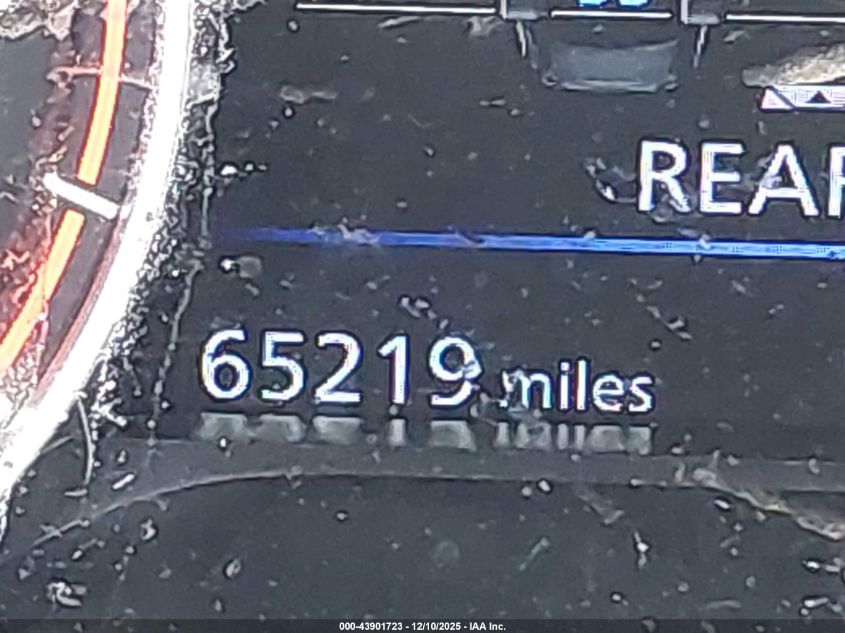 REAR
65219 miles
000-43901723 - 12/10/2025 - IAA Inc.